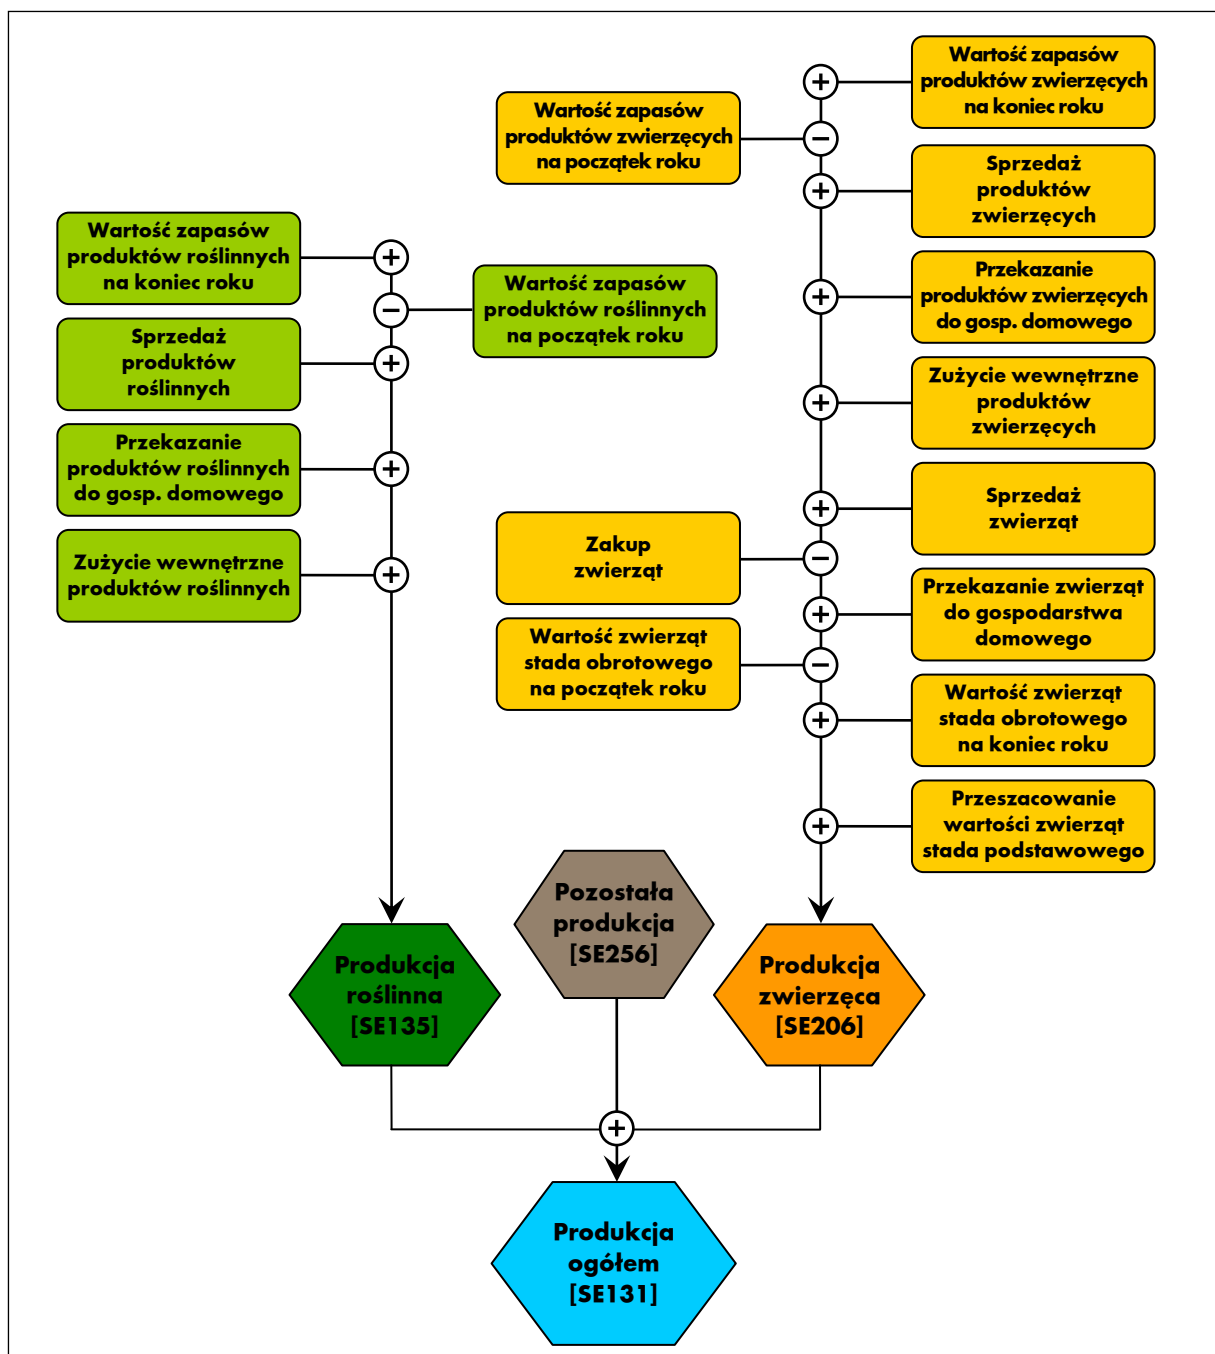 Wartość zapasów
produktów zwierzęcych
na koniec roku
Wartość zapasów
produktów zwierzęcych
na początek roku
Sprzedaż
produktów
zwierzęcych
Wartość zapasów
produktów roślinnych
na koniec roku
Wartość zapasów
produktów roślinnych
na początek roku
Przekazanie
produktów zwierzęcych
do gosp. domowego
Sprzedaż
produktów
roślinnych
Zużycie wewnętrzne
produktów
zwierzęcych
Przekazanie
produktów roślinnych
do gosp. domowego
Sprzedaż
zwierząt
Zużycie wewnętrzne
produktów roślinnych
Zakup
zwierząt
Przekazanie zwierząt
do gospodarstwa
domowego
Wartość zwierząt
stada obrotowego
na początek roku
Wartość zwierząt
stada obrotowego
na koniec roku
Przeszacowanie
wartości zwierząt
stada podstawowego
Pozostała
produkcja
[SE256]
Produkcja
roślinna
[SE135]
Produkcja
zwierzęca
[SE206]
Produkcja
ogółem
[SE131]